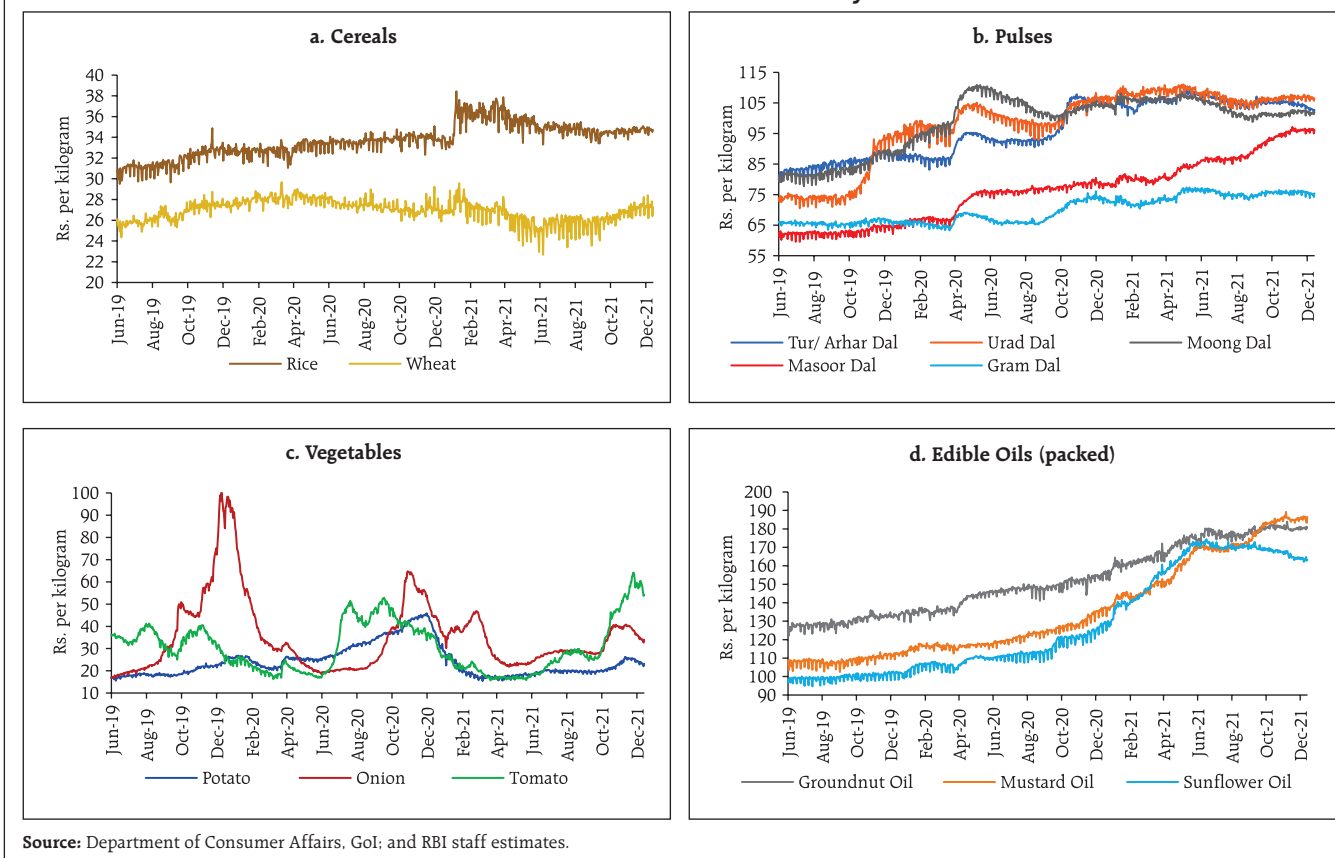 a. Cereals
Rs. per kilogram
40
38
36
34
32
30
28
26
24
22
20
Jun-19
Aug-19
Oct-19
Dec-19
Feb-20
Apr-20
Jun-20
Aug-20
Oct-20
Dec-20
Feb-21
Apr-21
Jun-21
Aug-21
Oct-21
Dec-21
Rice
Wheat
b. Pulses
Rs. per kilogram
115
105
95
85
75
65
55
Jun-19
Aug-19
Oct-19
Dec-19
Feb-20
Apr-20
Jun-20
Aug-20
Oct-20
Dec-20
Feb-21
Apr-21
Jun-21
Aug-21
Oct-21
Dec-21
Tur/ Arhar Dal
Urad Dal
Moong Dal
Masoor Dal
Gram Dal
c. Vegetables
Rs. per kilogram
100
90
80
70
60
50
40
30
20
10
Jun-19
Aug-19
Oct-19
Dec-19
Feb-20
Apr-20
Jun-20
Aug-20
Oct-20
Dec-20
Feb-21
Apr-21
Jun-21
Aug-21
Oct-21
Dec-21
Potato
Onion
Tomato
d. Edible Oils (packed)
Rs. per kilogram
200
190
180
170
160
150
140
130
120
110
100
90
Jun-19
Aug-19
Oct-19
Dec-19
Feb-20
Apr-20
Jun-20
Aug-20
Oct-20
Dec-20
Feb-21
Apr-21
Jun-21
Aug-21
Oct-21
Dec-21
Groundnut Oil
Mustard Oil
Sunflower Oil
Source: Department of Consumer Affairs, GoI; and RBI staff estimates.